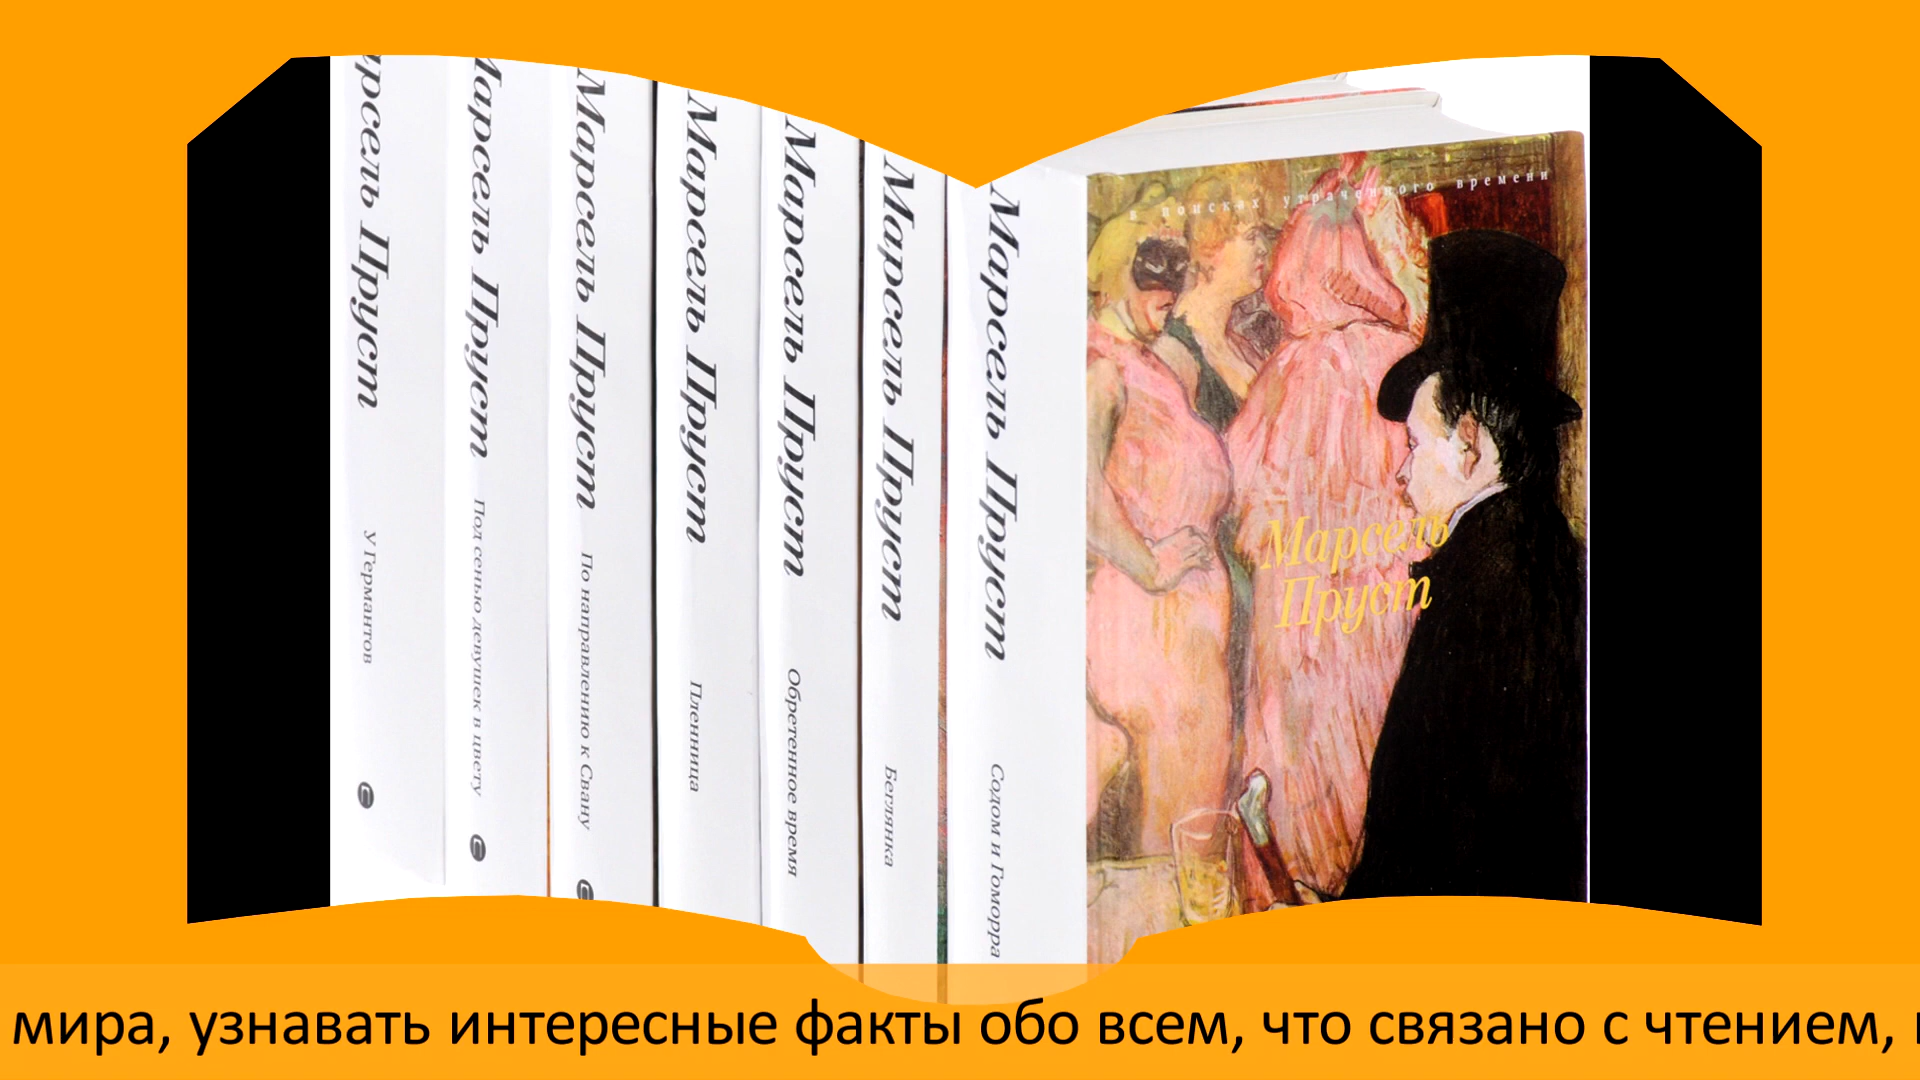 рсель Пруст
У Германтов
Марсель Пруст
Под сенью девушек в цвету
Марсель Пруст
По направлению к Свану
Марсель Пруст
Пленница
Марсель Пруст
Обретенное время
Марсель Пруст
Беглянка
Марсель Пруст
Содом и Гоморра
в поисках утраченного времени
Марсель
Пруст
мира, узнавать интересные факты обо всем, что связано с чтением,